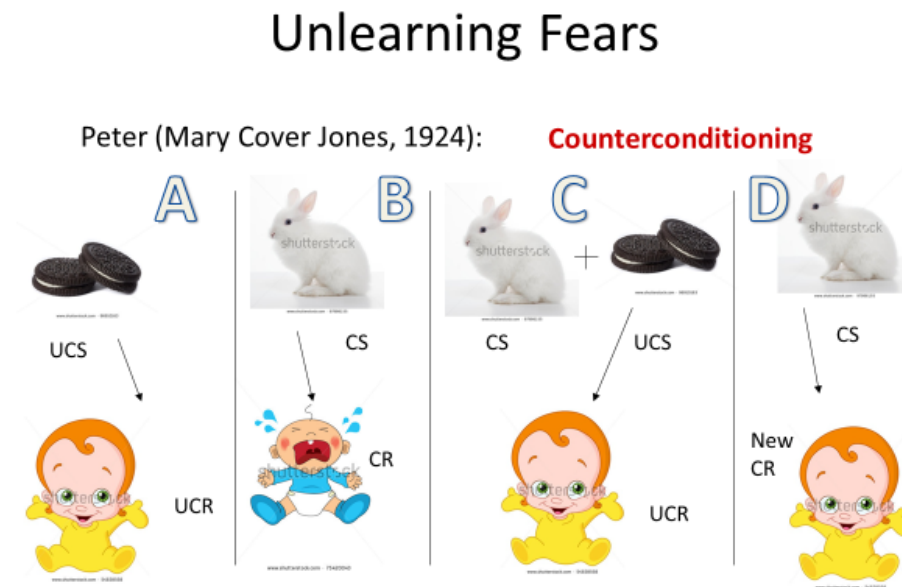 Unlearning Fears
Peter (Mary Cover Jones, 1924): Counterconditioning
A
UCS
UCR
B
shutterstock
CS
shutterstock
CR
C
shutterstock
+
CS
UCS
UCR
D
shutterstock
CS
New
CR